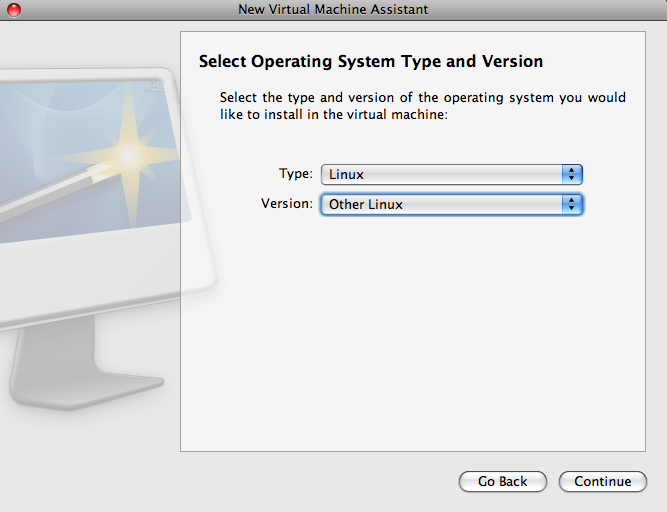 New Virtual Machine Assistant
Select Operating System Type and Version
Select the type and version of the operating system you would
like to install in the virtual machine:
Type: Linux
Version: Other Linux
Go Back Continue